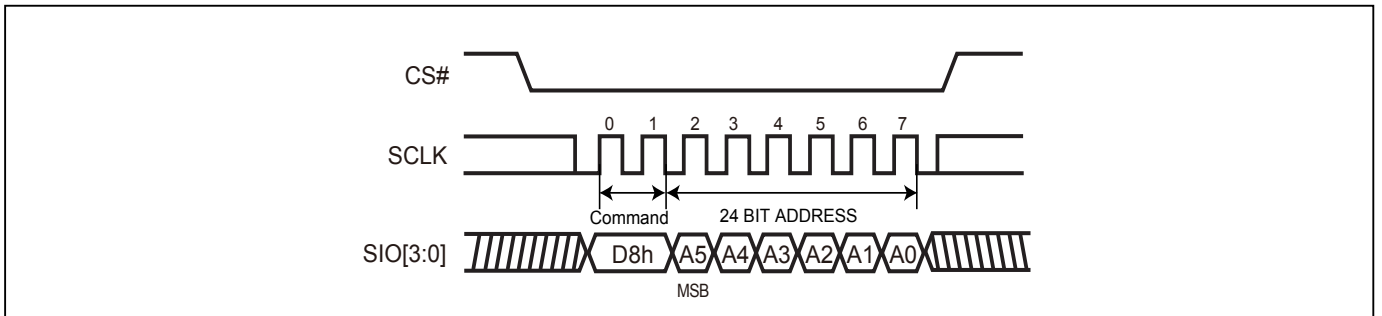 CS#
0 1 2 3 4 5 6 7
SCLK
Command 24 BIT ADDRESS
SIO[3:0] D8h A5 A4 A3 A2 A1 A0
MSB